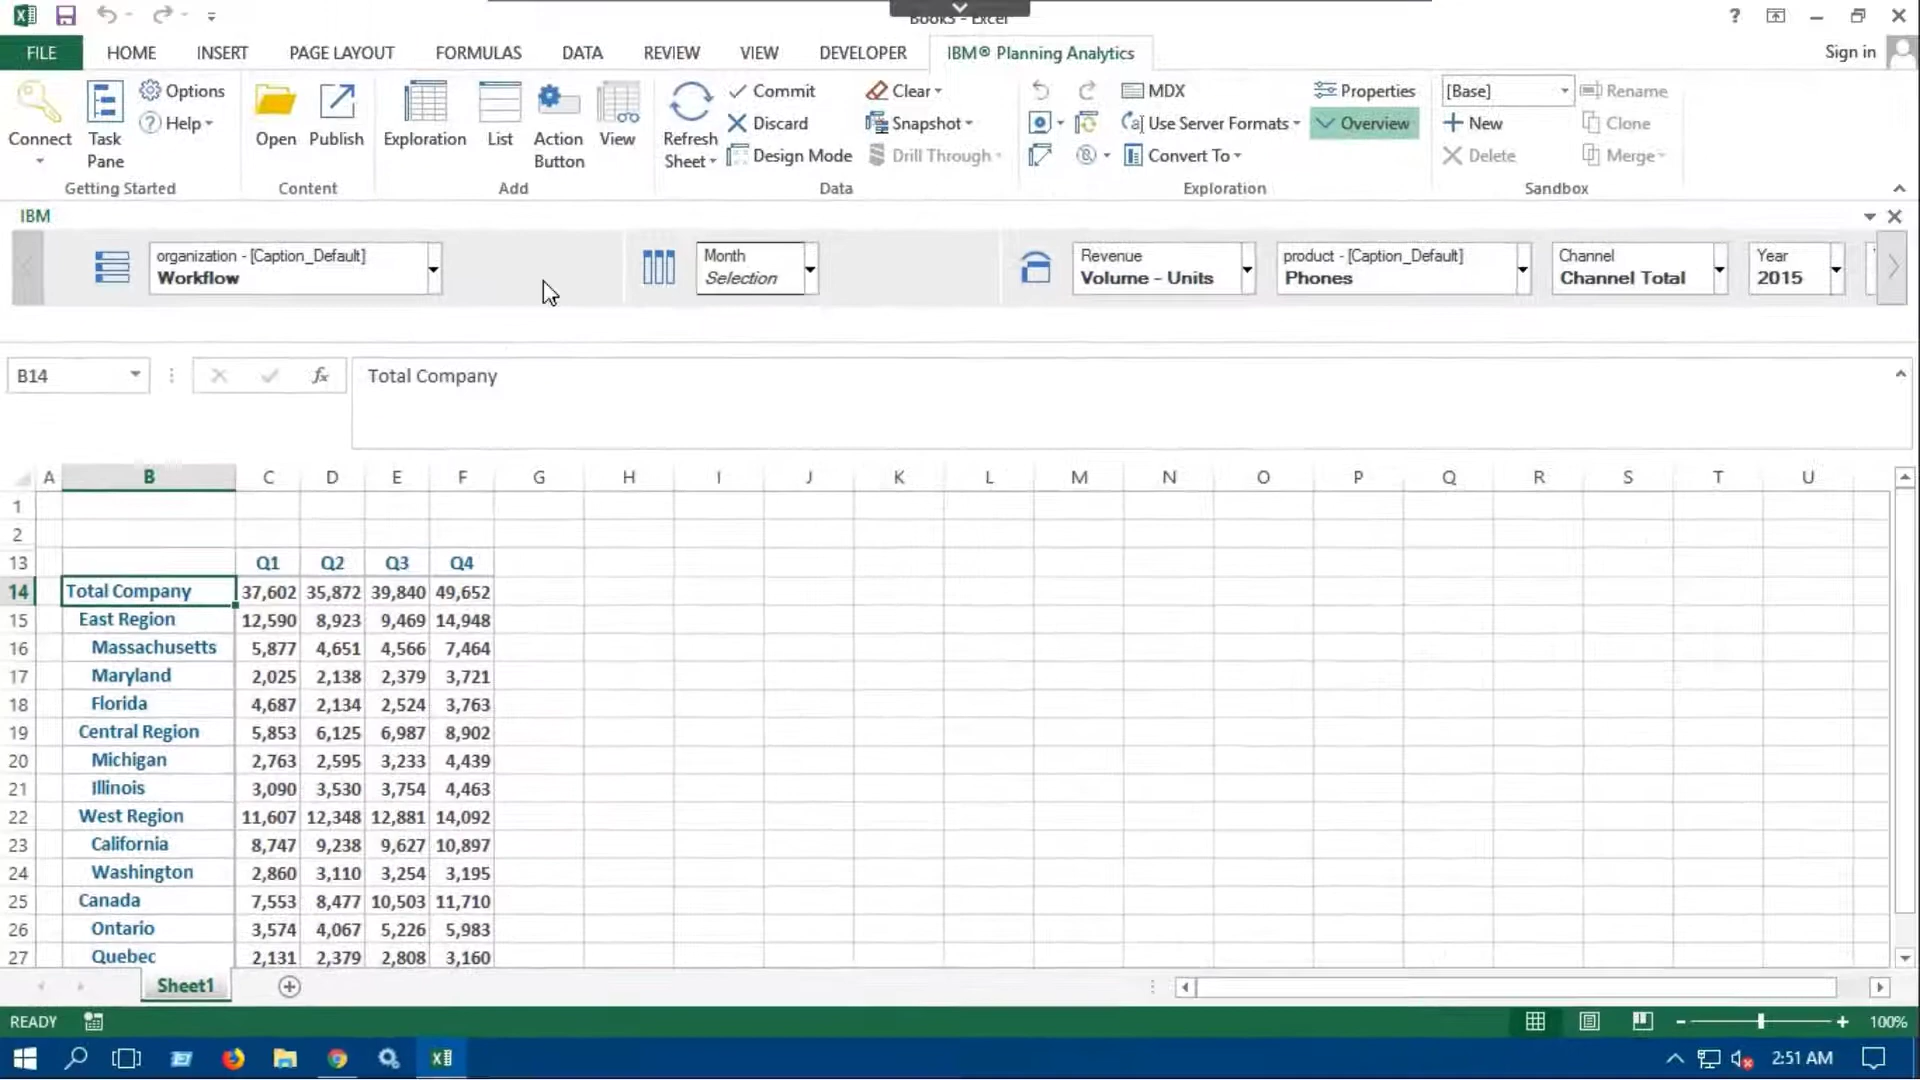 Book3 - Excel
FILE HOME INSERT PAGE LAYOUT FORMULAS DATA REVIEW VIEW DEVELOPER IBM® Planning Analytics Sign in
Connect
Task Pane
Options
Help
Getting Started
Open
Publish
Content
Exploration
List
Action Button
View
Add
Refresh Sheet
Commit
Discard
Design Mode
Clear
Snapshot
Drill Through
Data
MDX
Use Server Formats
Convert To
Properties
Overview
Exploration
[Base]
New
Delete
Rename
Clone
Merge
Sandbox
IBM
organization - [Caption_Default]
Workflow
Month
Selection
Revenue
Volume - Units
product - [Caption_Default]
Phones
Channel
Channel Total
Year
2015
B14 fx Total Company
A B C D E F G H I J K L M N O P Q R S T U
1
2
13 Q1 Q2 Q3 Q4
14 Total Company 37,602 35,872 39,840 49,652
15 East Region 12,590 8,923 9,469 14,948
16 Massachusetts 5,877 4,651 4,566 7,464
17 Maryland 2,025 2,138 2,379 3,721
18 Florida 4,687 2,134 2,524 3,763
19 Central Region 5,853 6,125 6,987 8,902
20 Michigan 2,763 2,595 3,233 4,439
21 Illinois 3,090 3,530 3,754 4,463
22 West Region 11,607 12,348 12,881 14,092
23 California 8,747 9,238 9,627 10,897
24 Washington 2,860 3,110 3,254 3,195
25 Canada 7,553 8,477 10,503 11,710
26 Ontario 3,574 4,067 5,226 5,983
27 Quebec 2,131 2,379 2,808 3,160
Sheet1
READY 100%
2:51 AM